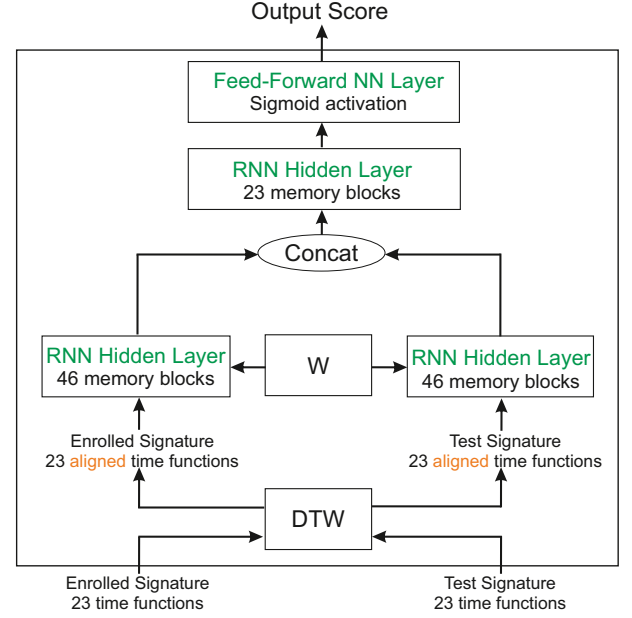 Output Score
Feed-Forward NN Layer
Sigmoid activation
RNN Hidden Layer
23 memory blocks
Concat
RNN Hidden Layer
46 memory blocks
W
RNN Hidden Layer
46 memory blocks
Enrolled Signature
23 aligned time functions
Test Signature
23 aligned time functions
DTW
Enrolled Signature
23 time functions
Test Signature
23 time functions